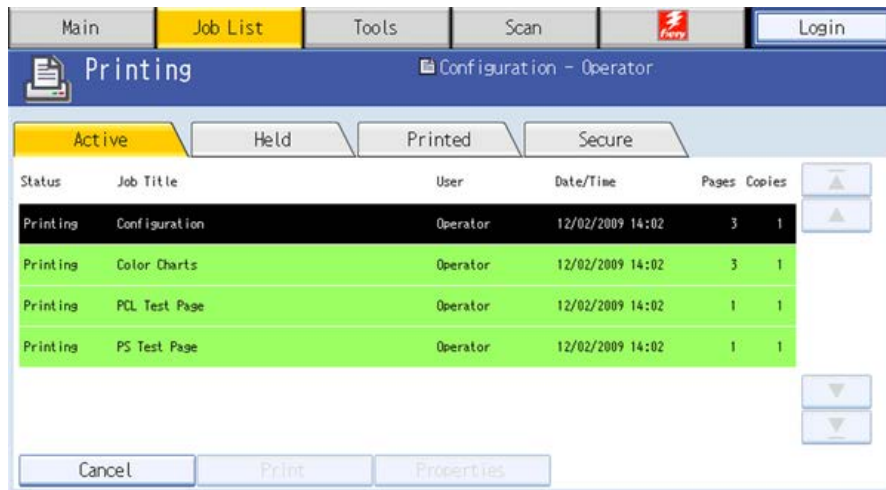 Main Job List Tools Scan fiery Login
Printing Configuration - Operator
Active Held Printed Secure
Status Job Title User Date/Time Pages Copies
Printing Configuration Operator 12/02/2009 14:02 3 1
Printing Color Charts Operator 12/02/2009 14:02 3 1
Printing PCL Test Page Operator 12/02/2009 14:02 1 1
Printing PS Test Page Operator 12/02/2009 14:02 1 1
Cancel Print Properties